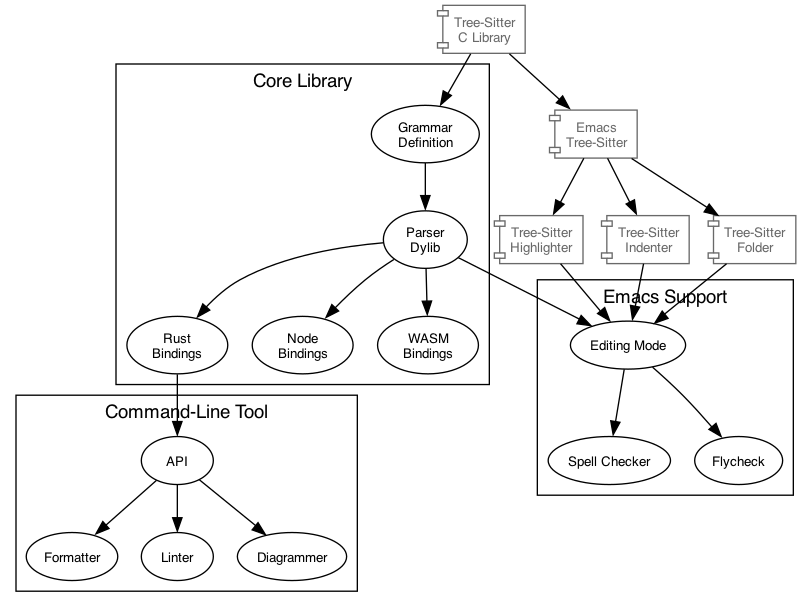 Tree-Sitter
C Library
Core Library
Grammar
Definition
Emacs
Tree-Sitter
Parser
Dylib
Tree-Sitter
Highlighter
Tree-Sitter
Indenter
Tree-Sitter
Folder
Emacs Support
Rust
Bindings
Node
Bindings
WASM
Bindings
Editing Mode
Command-Line Tool
API
Spell Checker
Flycheck
Formatter
Linter
Diagrammer